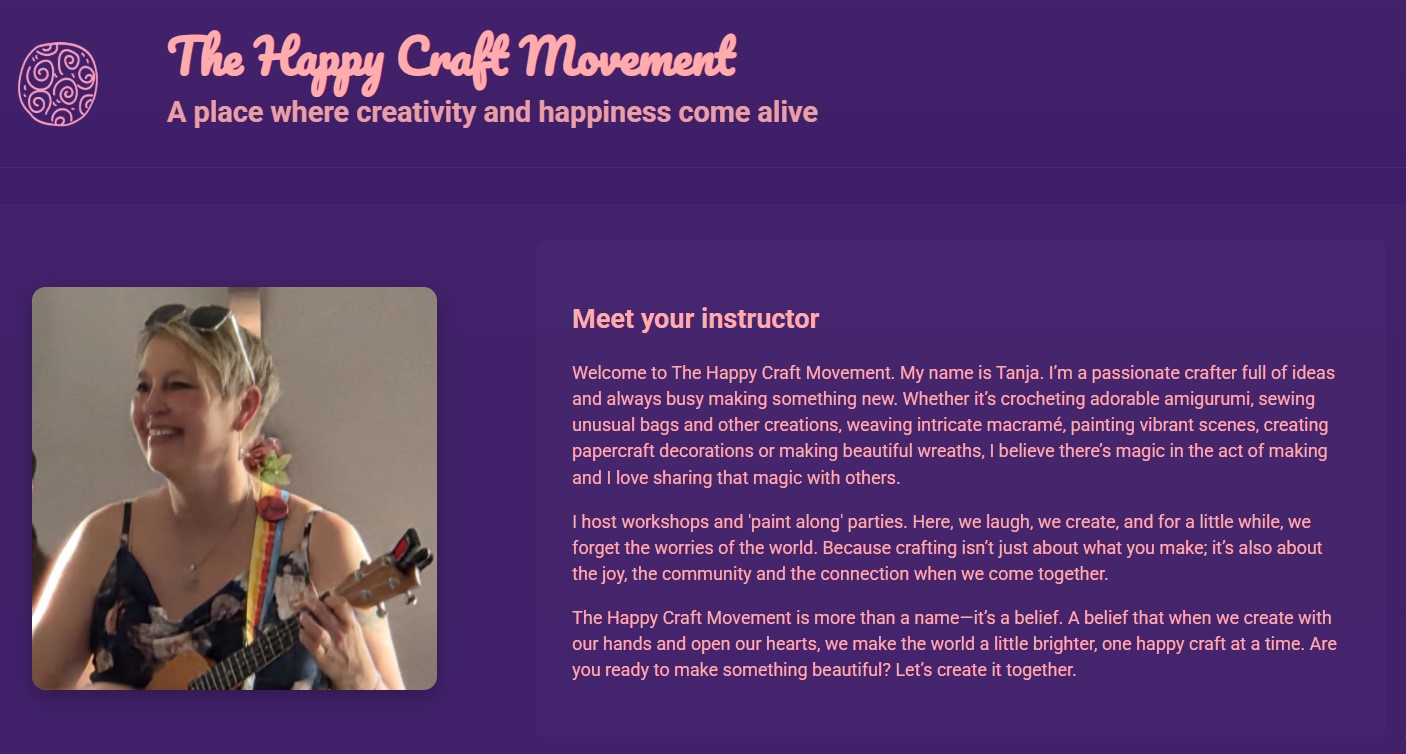 The Happy Craft Movement
A place where creativity and happiness come alive
Meet your instructor
Welcome to The Happy Craft Movement. My name is Tanja. I’m a passionate crafter full of ideas
and always busy making something new. Whether it’s crocheting adorable amigurumi, sewing
unusual bags and other creations, weaving intricate macramé, painting vibrant scenes, creating
papercraft decorations or making beautiful wreaths, I believe there’s magic in the act of making
and I love sharing that magic with others.
I host workshops and 'paint along' parties. Here, we laugh, we create, and for a little while, we
forget the worries of the world. Because crafting isn’t just about what you make; it’s also about
the joy, the community and the connection when we come together.
The Happy Craft Movement is more than a name—it’s a belief. A belief that when we create with
our hands and open our hearts, we make the world a little brighter, one happy craft at a time. Are
you ready to make something beautiful? Let’s create it together.